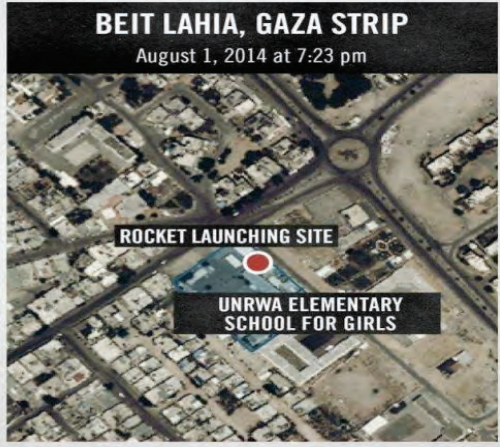 BEIT LAHIA, GAZA STRIP
August 1, 2014 at 7:23 pm
ROCKET LAUNCHING SITE
UNRWA ELEMENTARY
SCHOOL FOR GIRLS